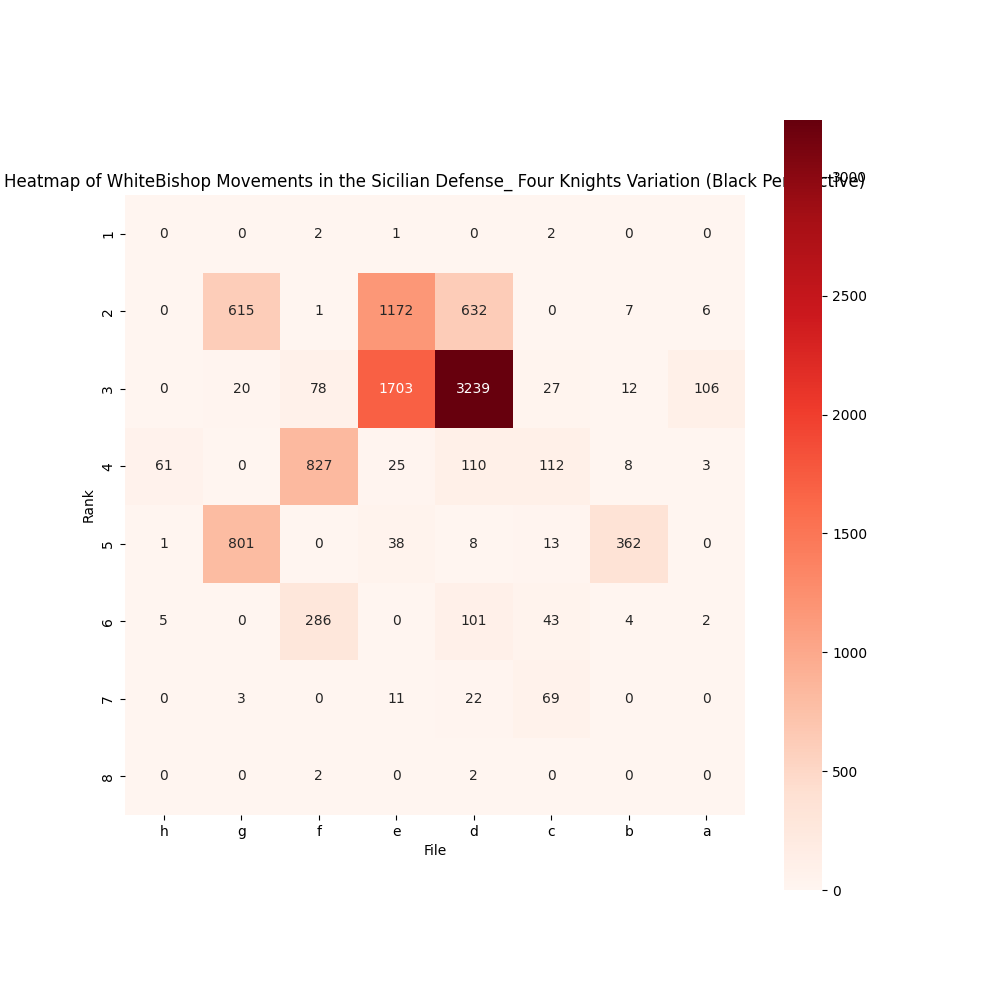 Heatmap of WhiteBishop Movements in the Sicilian Defense_ Four Knights Variation (Black Perspective)
3000
2500
2000
1500
1000
500
0
Rank
1 0 0 2 1 0 2 0 0
2 0 615 1 1172 632 0 7 6
3 0 20 78 1703 3239 27 12 106
4 61 0 827 25 110 112 8 3
5 1 801 0 38 8 13 362 0
6 5 0 286 0 101 43 4 2
7 0 3 0 11 22 69 0 0
8 0 0 2 0 2 0 0 0
h g f e d c b a
File